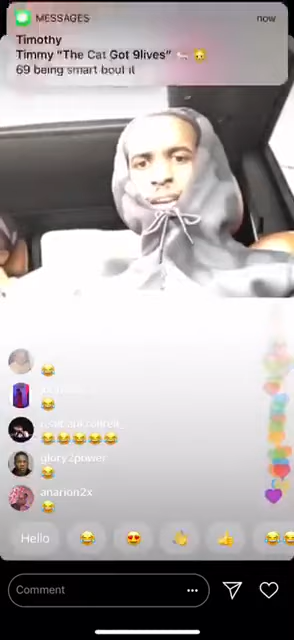 MESSAGES
now
Timothy
Timmy “The Cat Got 9lives”
69 being smart bout it
glory2power
anarion2x
Hello
Comment